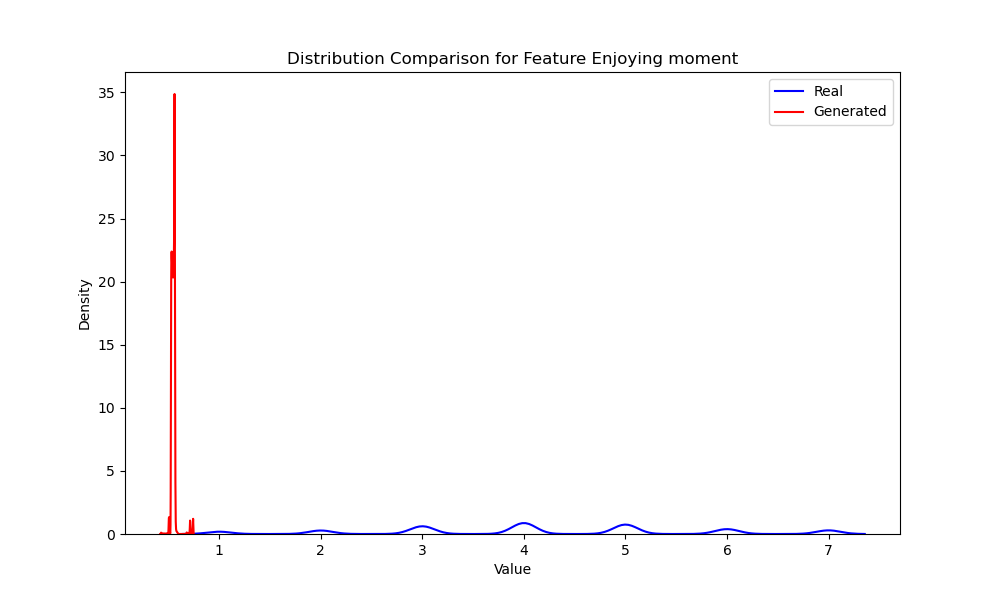 Distribution Comparison for Feature Enjoying moment
Real
Generated
35
30
25
20
15
10
5
0
Density
1 2 3 4 5 6 7
Value